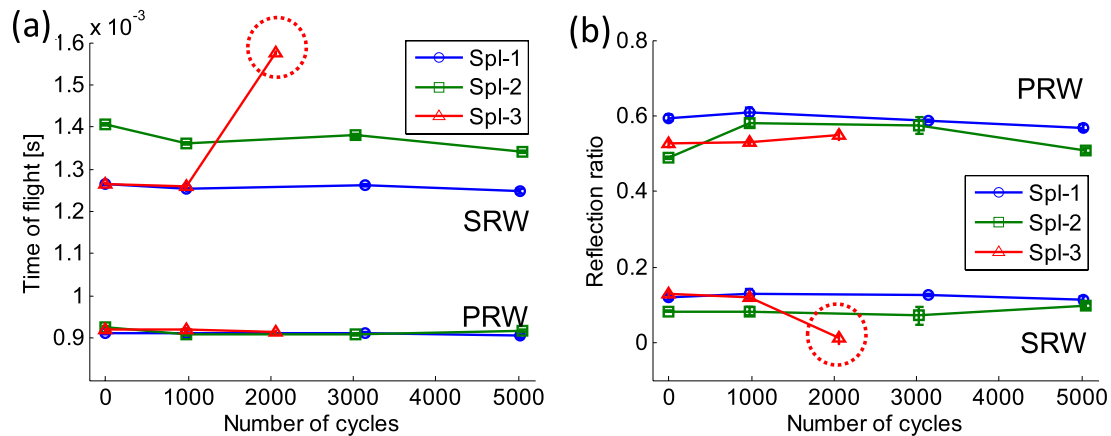 (a)
x 10⁻³
1.6
1.5
1.4
1.3
1.2
1.1
1
0.9
Time of flight [s]
Spl-1
Spl-2
Spl-3
SRW
PRW
0 1000 2000 3000 4000 5000
Number of cycles
(b)
0.8
0.6
0.4
0.2
0
Reflection ratio
PRW
Spl-1
Spl-2
Spl-3
SRW
0 1000 2000 3000 4000 5000
Number of cycles